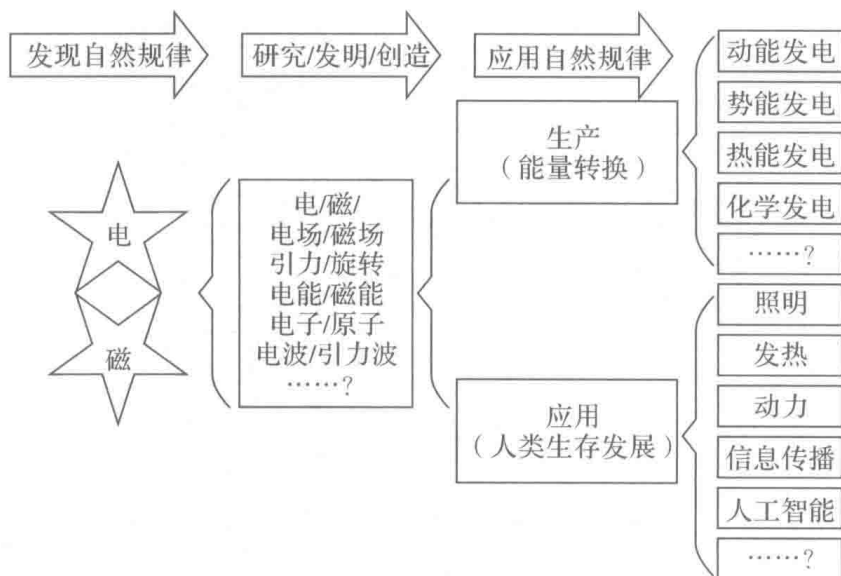 发现自然规律
研究/发明/创造
应用自然规律
电
磁
电/磁/
电场/磁场
引力/旋转
电能/磁能
电子/原子
电波/引力波
……?
生产
（能量转换）
动能发电
势能发电
热能发电
化学发电
……?
应用
（人类生存发展）
照明
发热
动力
信息传播
人工智能
……?